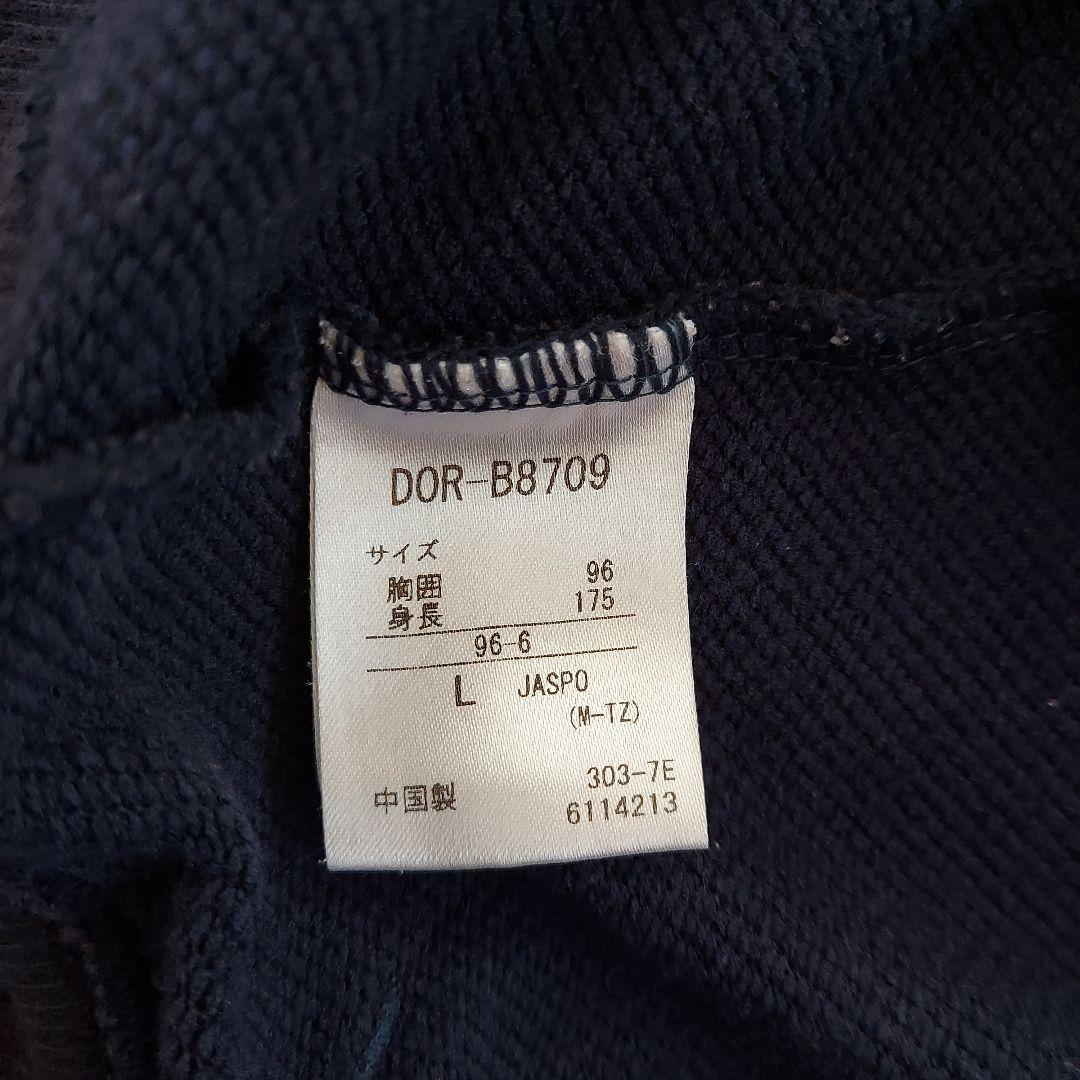 DOR-B8709
サイズ
胸囲 96
身長 175
96-6
L JASPO
(M-TZ)
303-7E
中国製 6114213